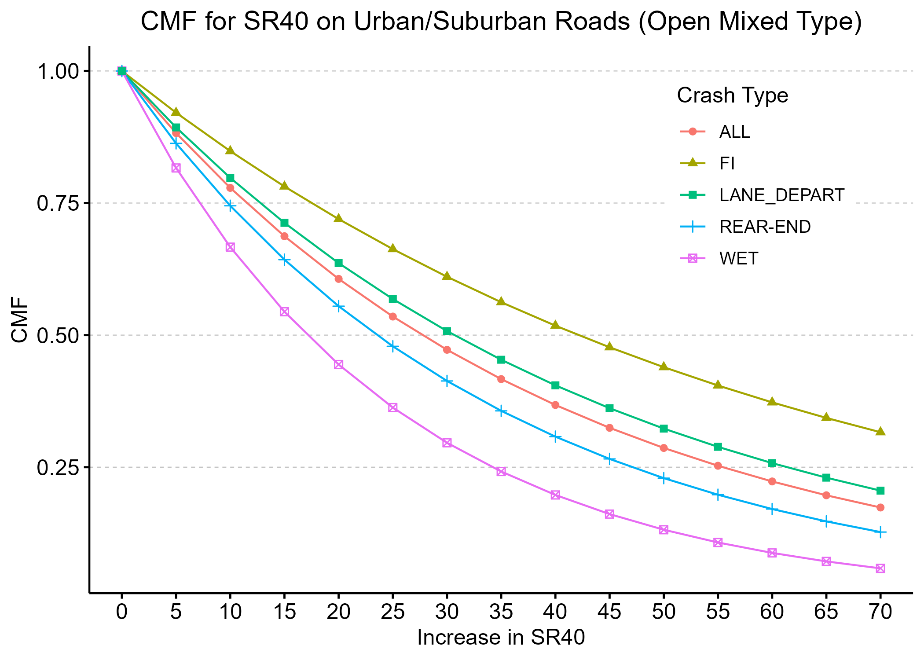 CMF for SR40 on Urban/Suburban Roads (Open Mixed Type)
1.00
0.75
0.50
0.25
CMF
Crash Type
ALL
FI
LANE_DEPART
REAR-END
WET
0 5 10 15 20 25 30 35 40 45 50 55 60 65 70
Increase in SR40